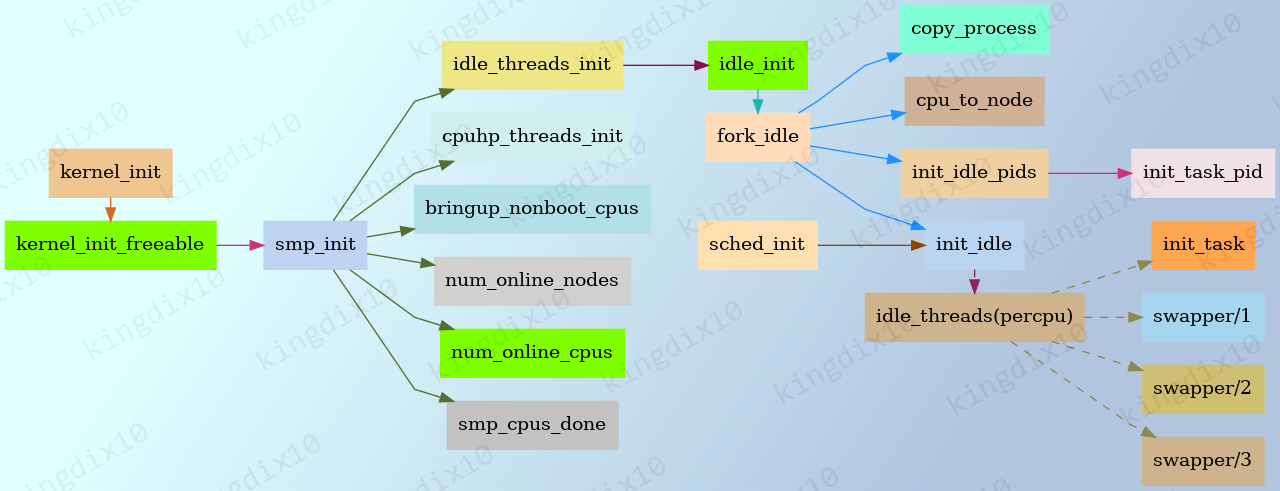 copy_process
idle_threads_init
idle_init
cpu_to_node
cpuhp_threads_init
fork_idle
kernel_init
init_idle_pids
init_task_pid
bringup_nonboot_cpus
kernel_init_freeable
smp_init
sched_init
init_idle
init_task
num_online_nodes
idle_threads(percpu)
swapper/1
num_online_cpus
swapper/2
smp_cpus_done
swapper/3
kingdix10